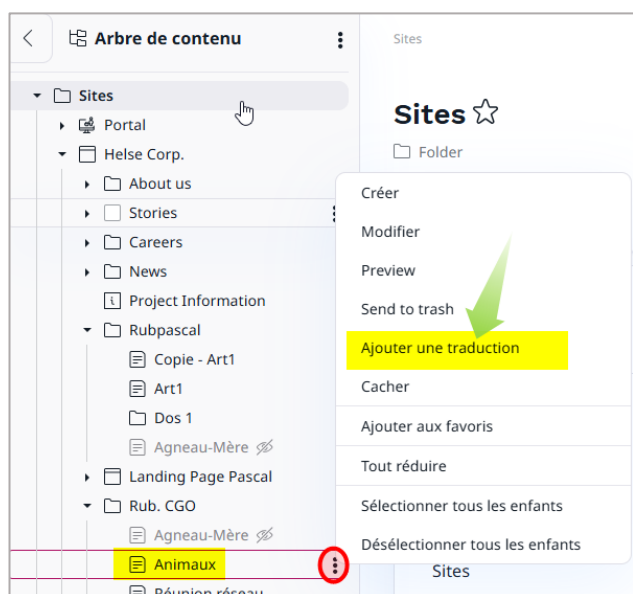 Arbre de contenu
Sites
Portal
Helse Corp.
About us
Stories
Careers
News
Project Information
Rubpascal
Copie - Art1
Art1
Dos 1
Agneau-Mère
Landing Page Pascal
Rub. CGO
Agneau-Mère
Animaux
Réunion réseau
Sites
Sites
Folder
Créer
Modifier
Preview
Send to trash
Ajouter une traduction
Cacher
Ajouter aux favoris
Tout réduire
Sélectionner tous les enfants
Désélectionner tous les enfants
Sites